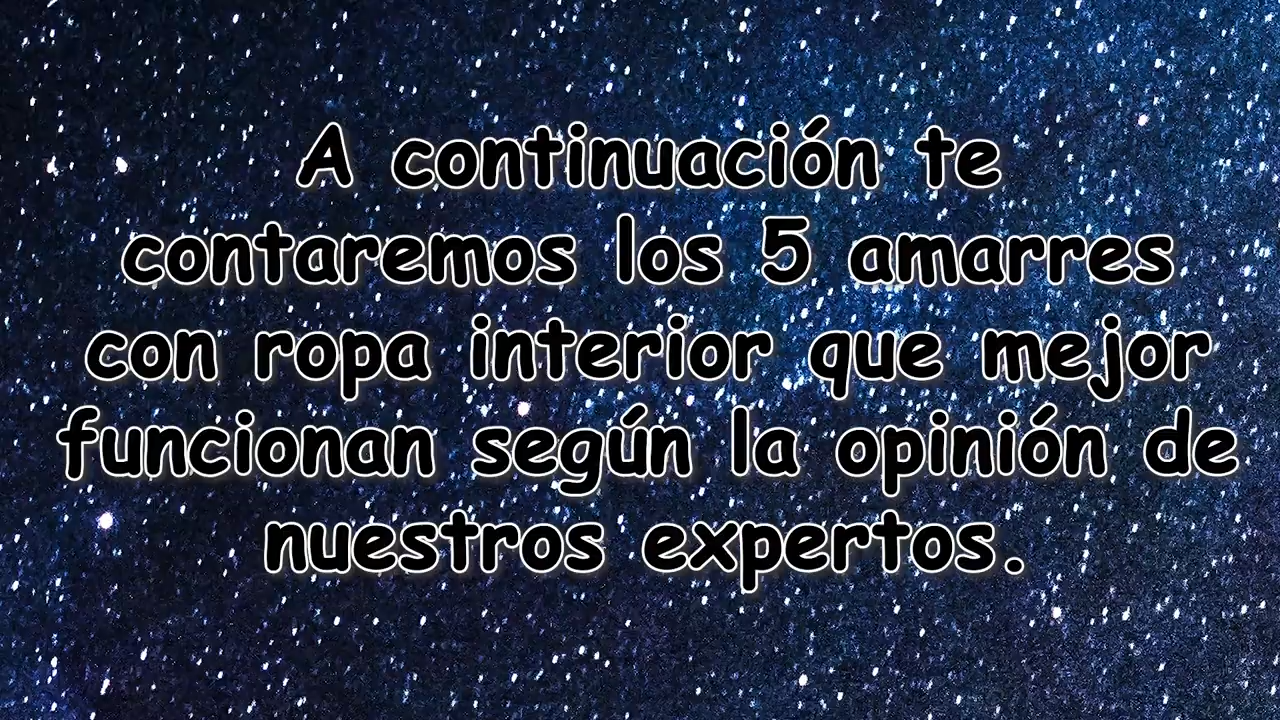 A continuación te
contaremos los 5 amarres
con ropa interior que mejor
funcionan según la opinión de
nuestros expertos.